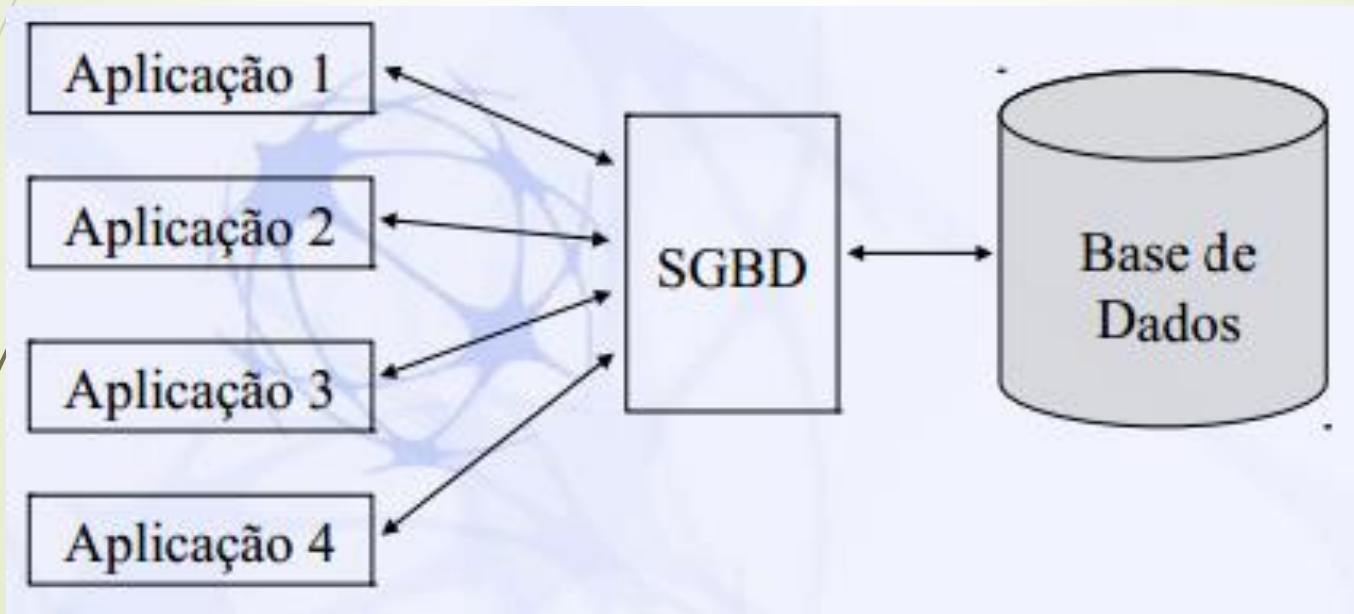 Aplicação 1
Aplicação 2
Aplicação 3
Aplicação 4
SGBD
Base de
Dados